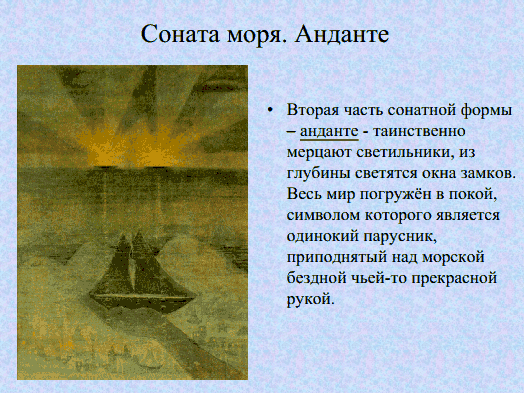 Соната моря. Анданте
• Вторая часть сонатной формы
– анданте - таинственно
мерцают светильники, из
глубины светятся окна замков.
Весь мир погружён в покой,
символом которого является
одинокий парусник,
приподнятый над морской
бездной чьей-то прекрасной
рукой.